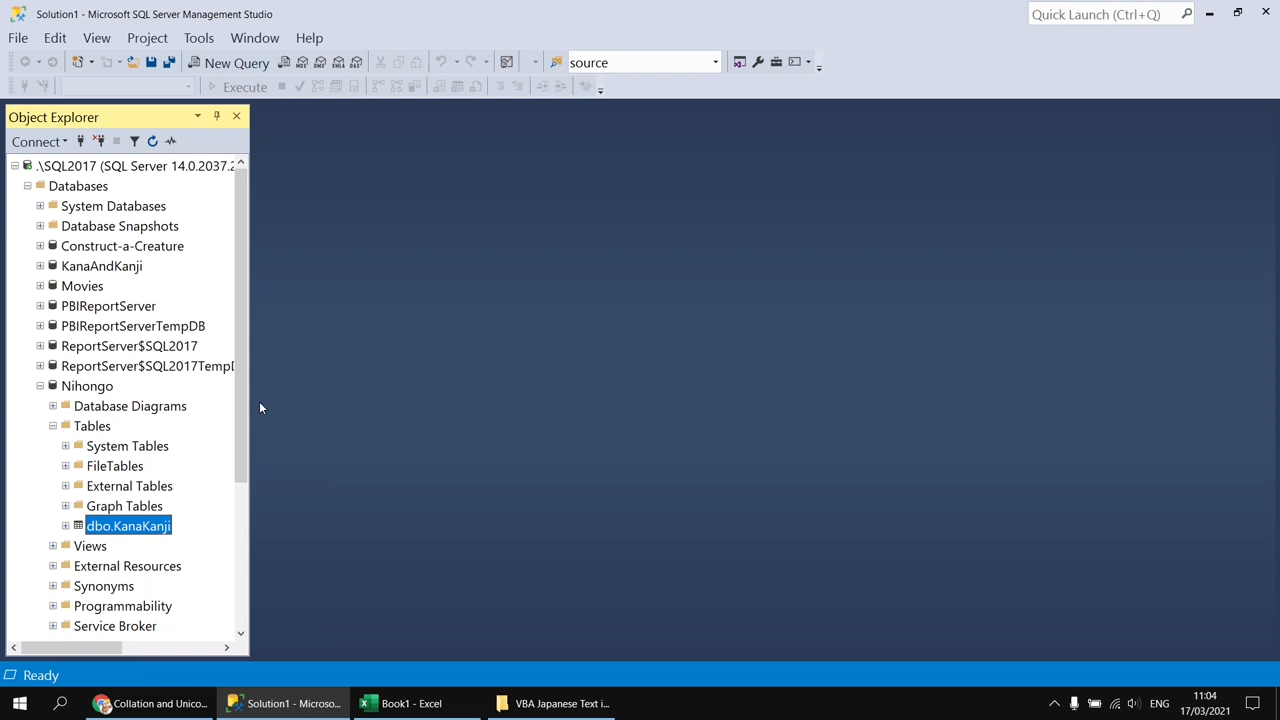 Solution1 - Microsoft SQL Server Management Studio
Quick Launch (Ctrl+Q)
File Edit View Project Tools Window Help
New Query
source
Execute
Object Explorer
Connect
.\SQL2017 (SQL Server 14.0.2037.2
Databases
System Databases
Database Snapshots
Construct-a-Creature
KanaAndKanji
Movies
PBIReportServer
PBIReportServerTempDB
ReportServer$SQL2017
ReportServer$SQL2017TempD
Nihongo
Database Diagrams
Tables
System Tables
FileTables
External Tables
Graph Tables
dbo.KanaKanji
Views
External Resources
Synonyms
Programmability
Service Broker
Ready
Collation and Unico...
Solution1 - Microso...
Book1 - Excel
VBA Japanese Text i...
ENG
11:04
17/03/2021